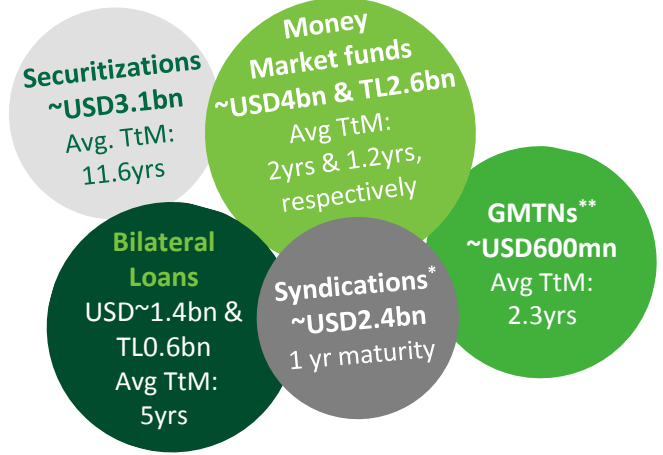 Securitizations
~USD3.1bn
Avg. TtM:
11.6yrs
Money
Market funds
~USD4bn & TL2.6bn
Avg TtM:
2yrs & 1.2yrs,
respectively
GMTNs**
~USD600mn
Avg TtM:
2.3yrs
Bilateral
Loans
USD~1.4bn &
TL0.6bn
Avg TtM:
5yrs
Syndications*
~USD2.4bn
1 yr maturity